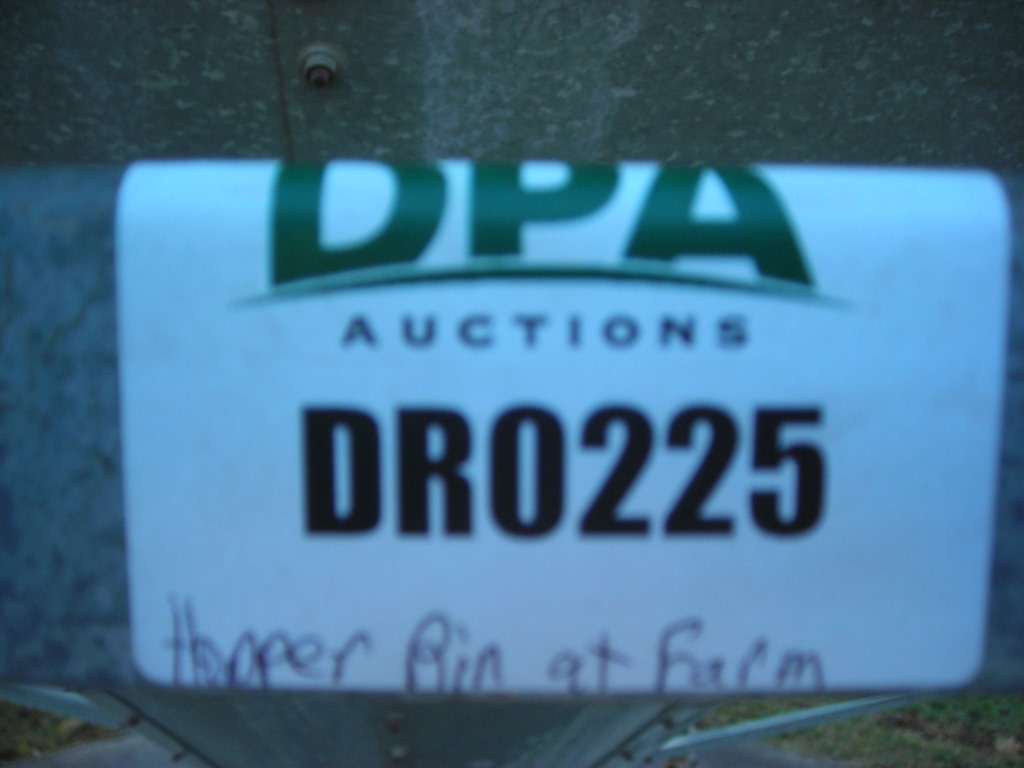 DPA
AUCTIONS
DR0225
Hopper Bin at Farm